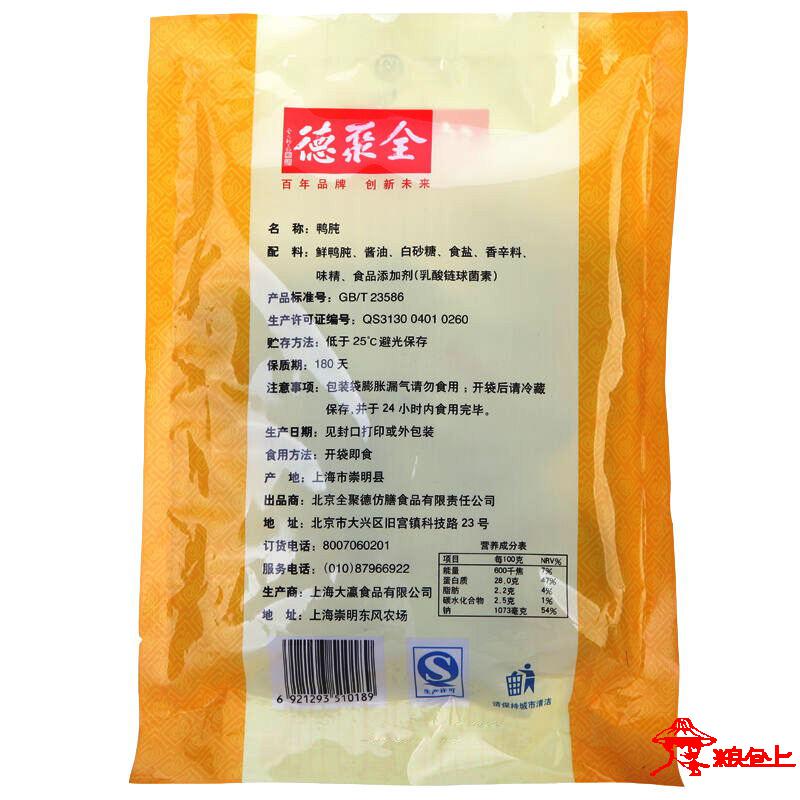 德聚全
百年品牌 创新未来
名 称：鸭肫
配 料：鲜鸭肫、酱油、白砂糖、食盐、香辛料、
味精、食品添加剂（乳酸链球菌素）
产品标准号：GB/T 23586
生产许可证编号：QS3130 0401 0260
贮存方法：低于25℃避光保存
保质期：180天
注意事项：包装袋膨胀漏气请勿食用；开袋后请冷藏
保存，并于24小时内食用完毕。
生产日期：见封口打印或外包装
食用方法：开袋即食
产 地：上海市崇明县
出品商：北京全聚德仿膳食品有限责任公司
地 址：北京市大兴区旧宫镇科技路23号
订货电话：8007060201
服务电话：(010)87966922
生产商：上海大瀛食品有限公司
地 址：上海崇明东风农场
营养成分表
项目 每100克 NRV%
能量 600千焦 7%
蛋白质 28.0克 47%
脂肪 2.2克 4%
碳水化合物 2.5克 1%
钠 1073毫克 54%
6 921293 510189
生产许可
请保持城市清洁
粮仓上